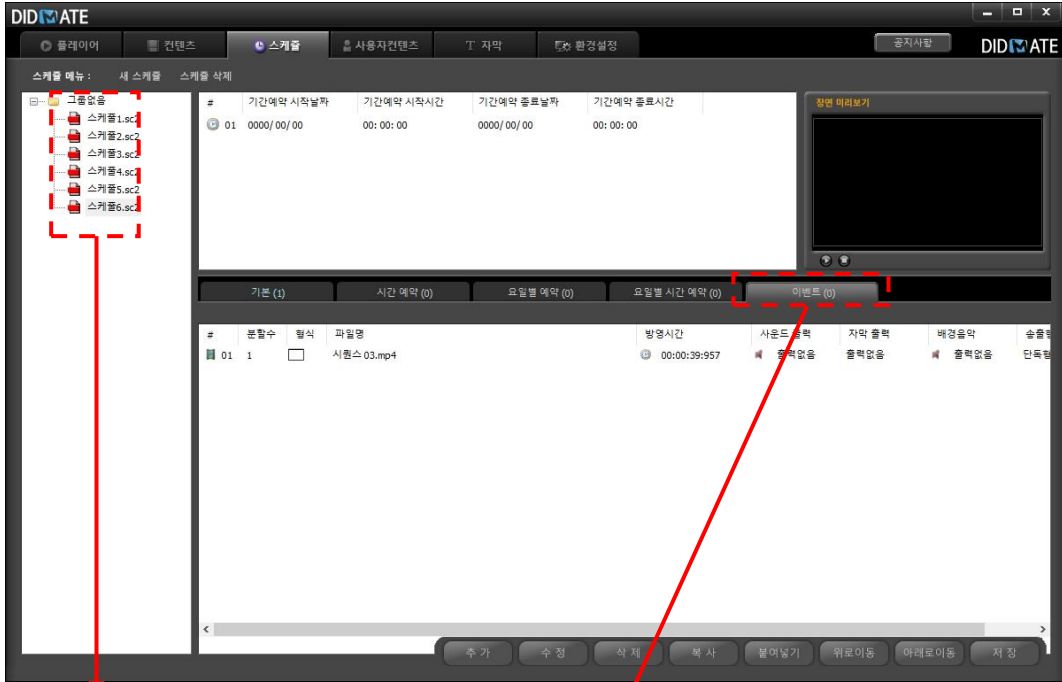 DIDMATE
플레이어 컨텐츠 스케줄 사용자컨텐츠 T 자막 환경설정 공지사항 DIDMATE
스케줄 메뉴 : 새 스케줄 스케줄 삭제
그룹없음
스케풀1.sc2
스케풀2.sc2
스케풀3.sc2
스케풀4.sc2
스케풀5.sc2
스케풀6.sc2
# 기간예약 시작날짜 기간예약 시작시간 기간예약 종료날짜 기간예약 종료시간
01 0000/00/00 00:00:00 0000/00/00 00:00:00
장면 미리보기
기본 (1) 시간 예약 (0) 요일별 예약 (0) 요일별 시간 예약 (0) 이벤트 (0)
# 분할수 형식 파일명 방영시간 사운드 출력 자막 출력 배경음악 송출형
01 1 시퀀스 03.mp4 00:00:39:957 출력없음 출력없음 출력없음 단독형
추 가 수 정 삭 제 복 사 붙여넣기 위로이동 아래로이동 저 장